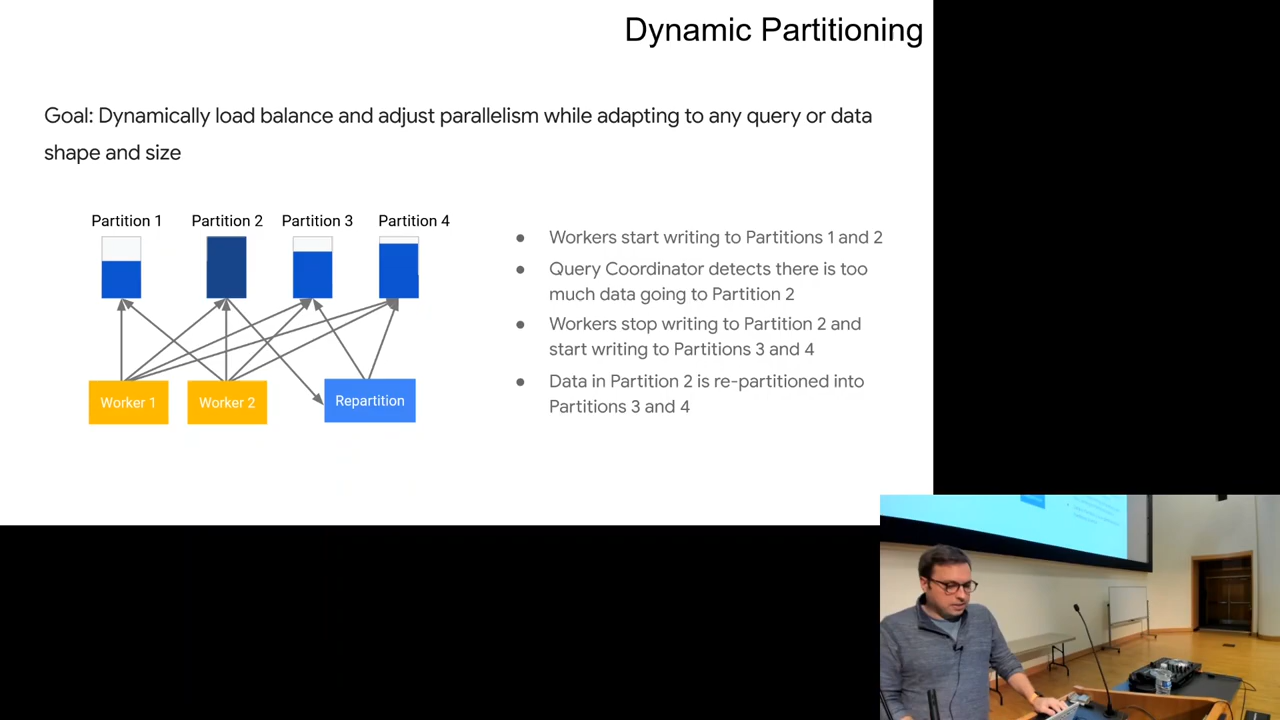 Dynamic Partitioning
Goal: Dynamically load balance and adjust parallelism while adapting to any query or data
shape and size
Partition 1
Partition 2
Partition 3
Partition 4
Worker 1
Worker 2
Repartition
● Workers start writing to Partitions 1 and 2
● Query Coordinator detects there is too
much data going to Partition 2
● Workers stop writing to Partition 2 and
start writing to Partitions 3 and 4
● Data in Partition 2 is re-partitioned into
Partitions 3 and 4